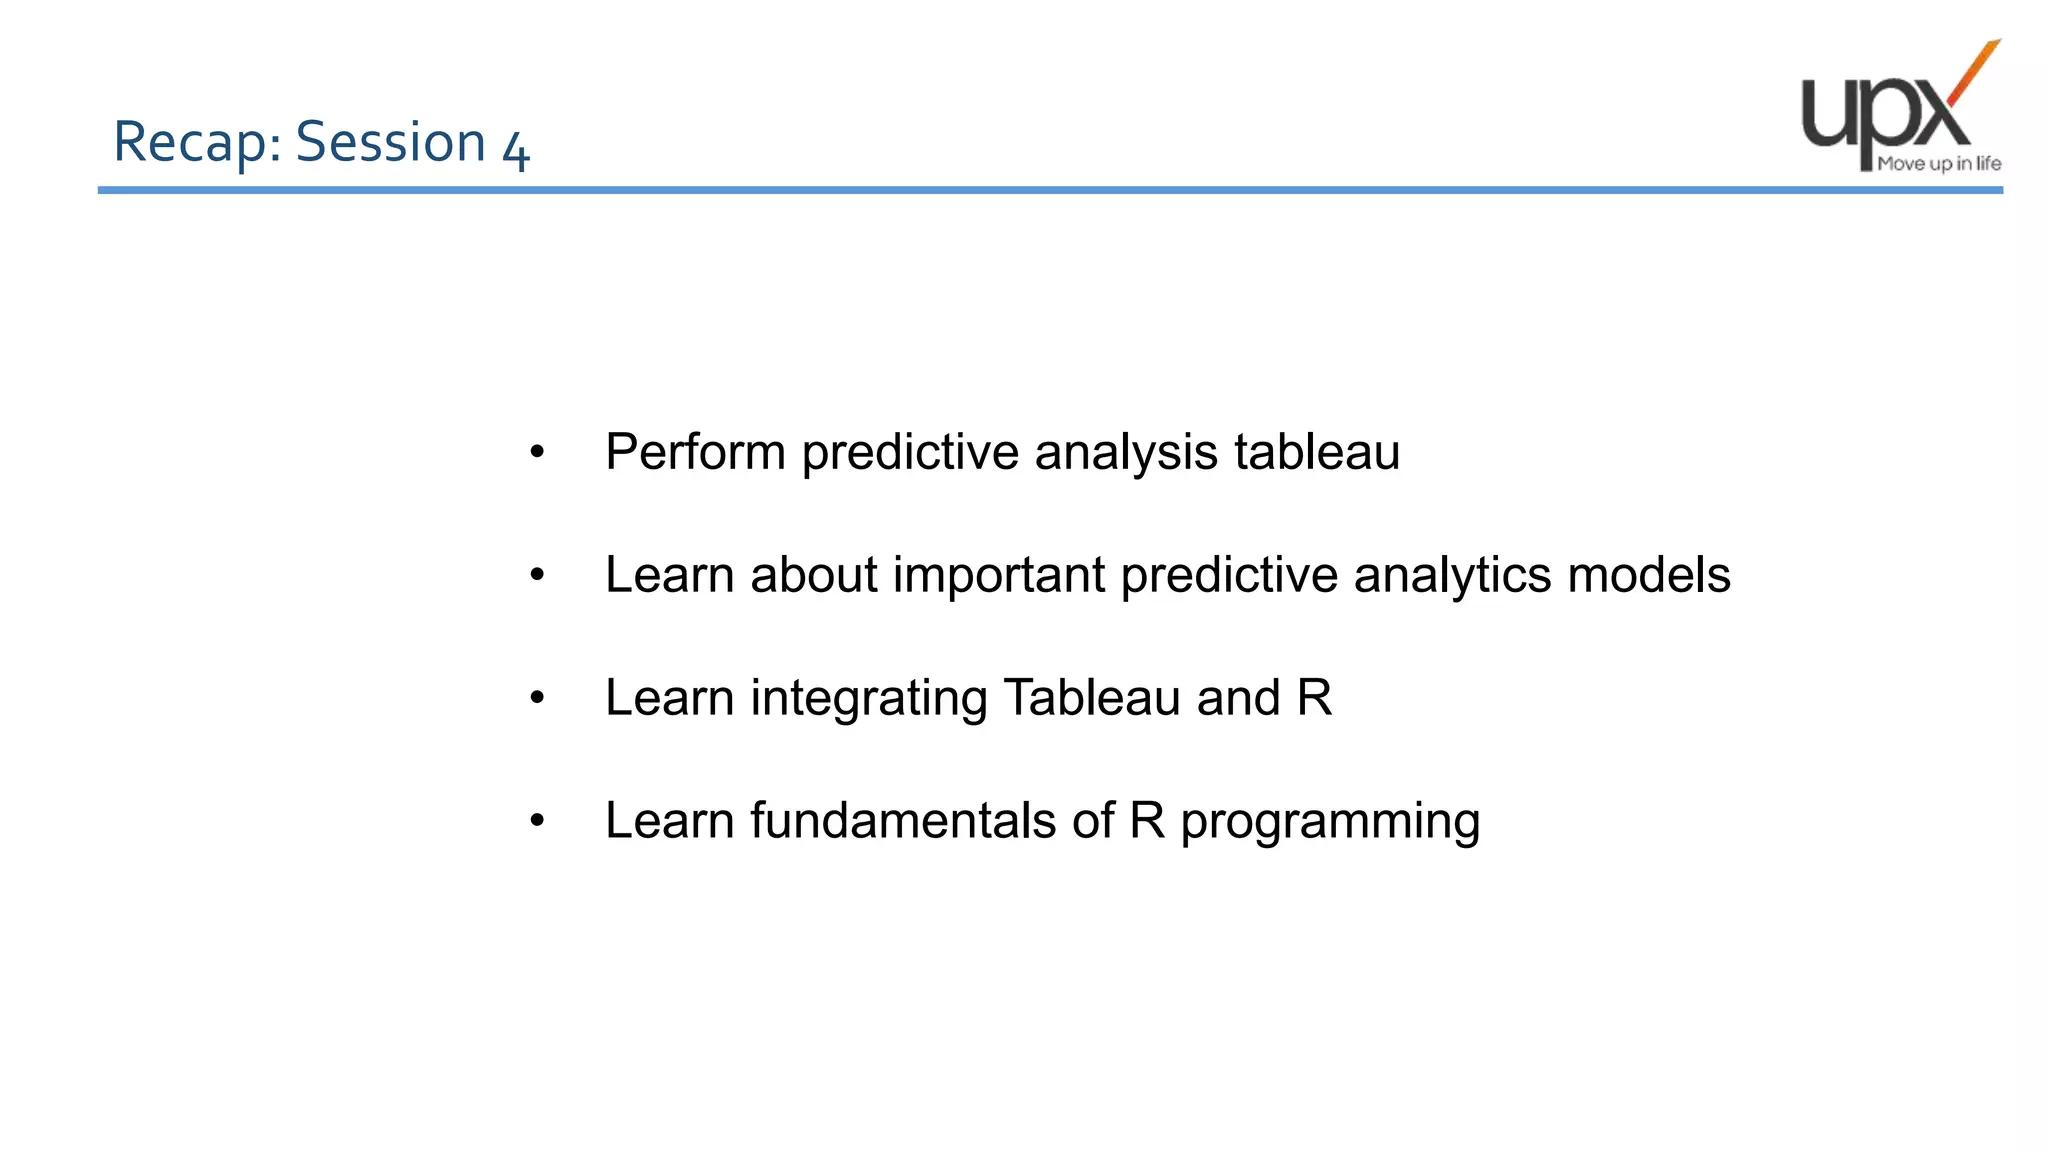 Recap: Session 4
upx
Move up in life
• Perform predictive analysis tableau
• Learn about important predictive analytics models
• Learn integrating Tableau and R
• Learn fundamentals of R programming